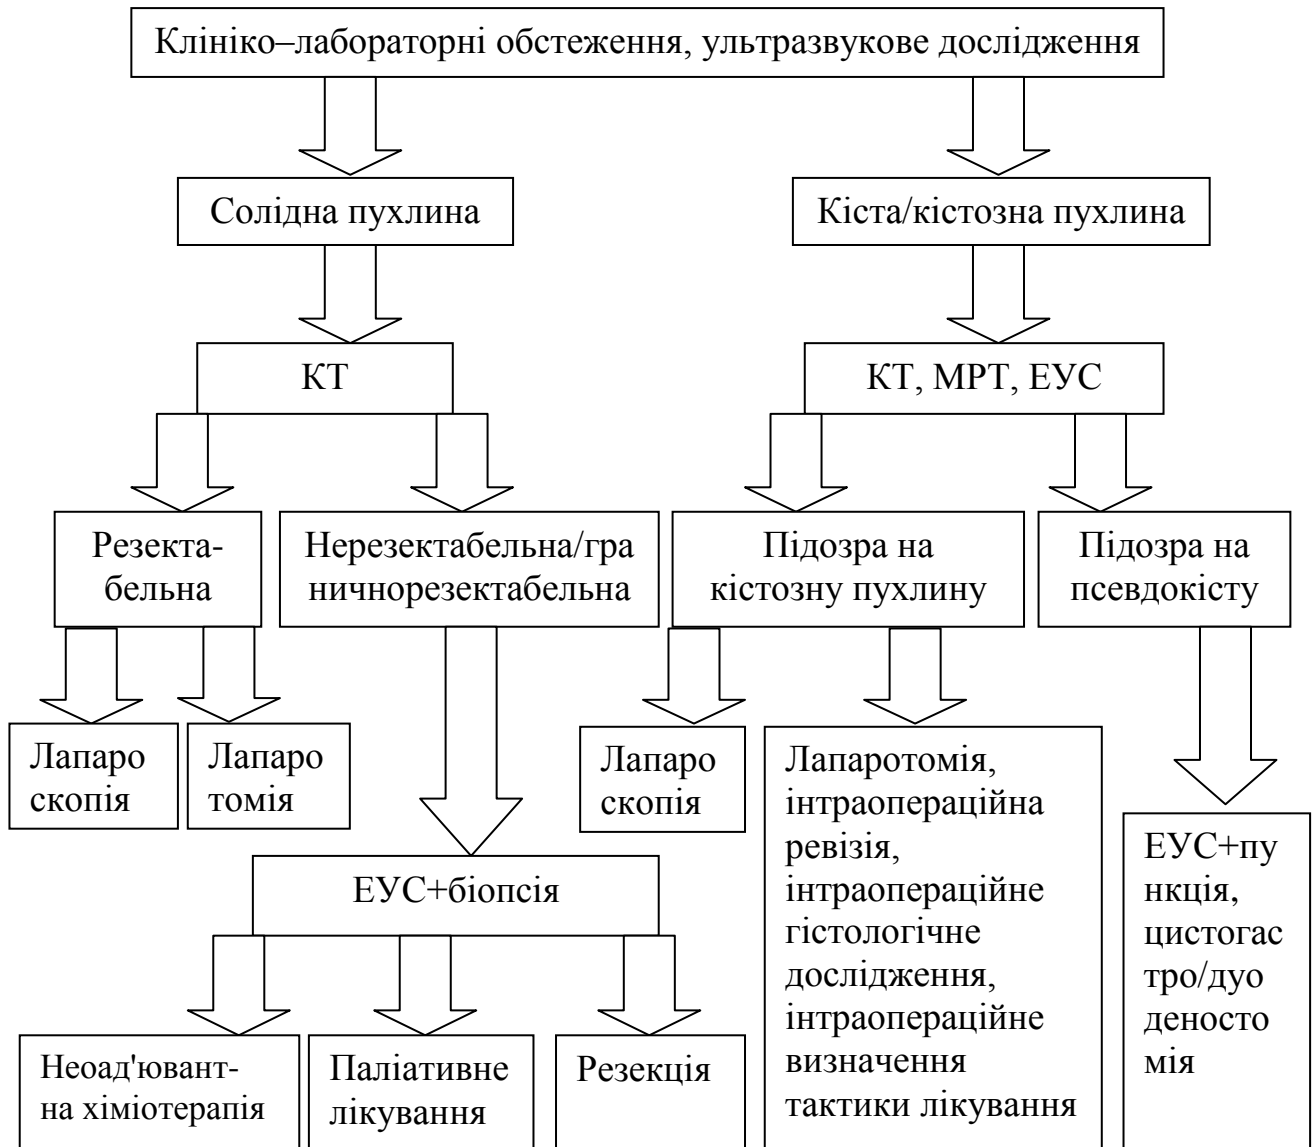 Клініко–лабораторні обстеження, ультразвукове дослідження
Солідна пухлина
Кіста/кістозна пухлина
КТ
КТ, МРТ, ЕУС
Резекта-
бельна
Нерезектабельна/гра
ничнорезектабельна
Підозра на
кістозну пухлину
Підозра на
псевдокісту
Лапаро
скопія
Лапаро
томія
Лапаро
скопія
Лапаротомія,
інтраопераційна
ревізія,
інтраопераційне
гістологічне
дослідження,
інтраопераційне
визначення
тактики лікування
ЕУС+пу
нкція,
цистогас
тро/дуо
деносто
мія
ЕУС+біопсія
Неоад'ювант-
на хіміотерапія
Паліативне
лікування
Резекція